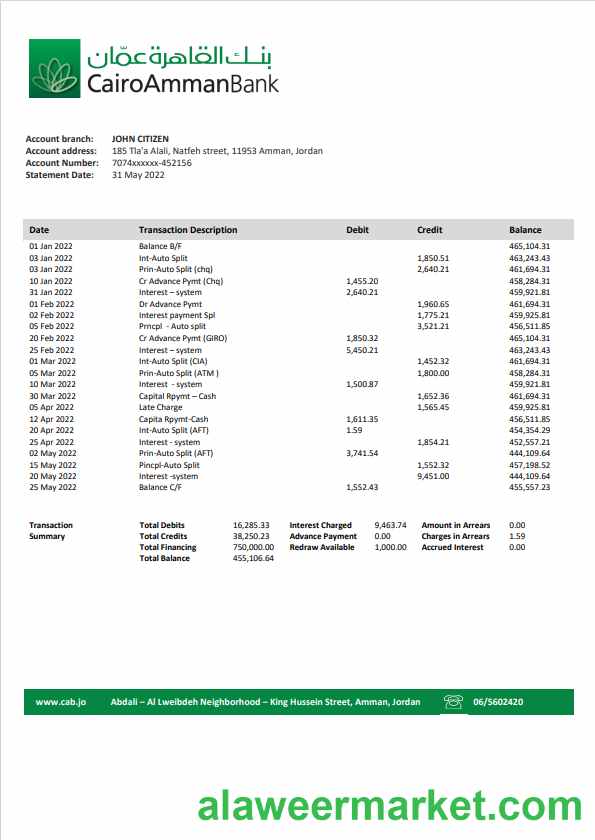 بنك القاهرة عمّان
CairoAmmanBank
Account branch: JOHN CITIZEN
Account address: 185 Tla'a Alali, Natfeh street, 11953 Amman, Jordan
Account Number: 7074xxxxxx-452156
Statement Date: 31 May 2022
Date Transaction Description Debit Credit Balance
01 Jan 2022 Balance B/F 465,104.31
03 Jan 2022 Int-Auto Split 1,850.51 463,243.43
03 Jan 2022 Prin-Auto Split (chq) 2,640.21 461,694.31
10 Jan 2022 Cr Advance Pymt (Chq) 1,455.20 458,284.31
31 Jan 2022 Interest – system 2,640.21 459,921.81
01 Feb 2022 Dr Advance Pymt 1,960.65 461,694.31
02 Feb 2022 Interest payment Spl 1,775.21 459,925.81
05 Feb 2022 Prncpl - Auto split 3,521.21 456,511.85
20 Feb 2022 Cr Advance Pymt (GIRO) 1,850.32 465,104.31
25 Feb 2022 Interest – system 5,450.21 463,243.43
01 Mar 2022 Int-Auto Split (CIA) 1,452.32 461,694.31
05 Mar 2022 Prin-Auto Split (ATM ) 1,800.00 458,284.31
10 Mar 2022 Interest - system 1,500.87 459,921.81
30 Mar 2022 Capital Rpymt – Cash 1,652.36 461,694.31
05 Apr 2022 Late Charge 1,565.45 459,925.81
12 Apr 2022 Capita Rpymt-Cash 1,611.35 456,511.85
20 Apr 2022 Int-Auto Split (AFT) 1.59 454,354.29
25 Apr 2022 Interest - system 1,854.21 452,557.21
02 May 2022 Prin-Auto Split (AFT) 3,741.54 444,109.64
15 May 2022 Pincpl-Auto Split 1,552.32 457,198.52
20 May 2022 Interest -system 9,451.00 444,109.64
25 May 2022 Balance C/F 1,552.43 455,557.23
Transaction Total Debits 16,285.33 Interest Charged 9,463.74 Amount in Arrears 0.00
Summary Total Credits 38,250.23 Advance Payment 0.00 Charges in Arrears 1.59
Total Financing 750,000.00 Redraw Available 1,000.00 Accrued Interest 0.00
Total Balance 455,106.64
www.cab.jo Abdali – Al Lweibdeh Neighborhood – King Hussein Street, Amman, Jordan 06/5602420
alaweermarket.com